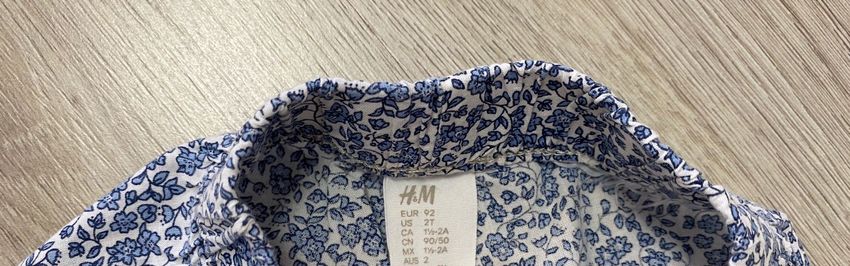 H&M
EUR 92
US 2T
CA 1½-2A
CN 90/50
MX 1½-2A
AUS 2